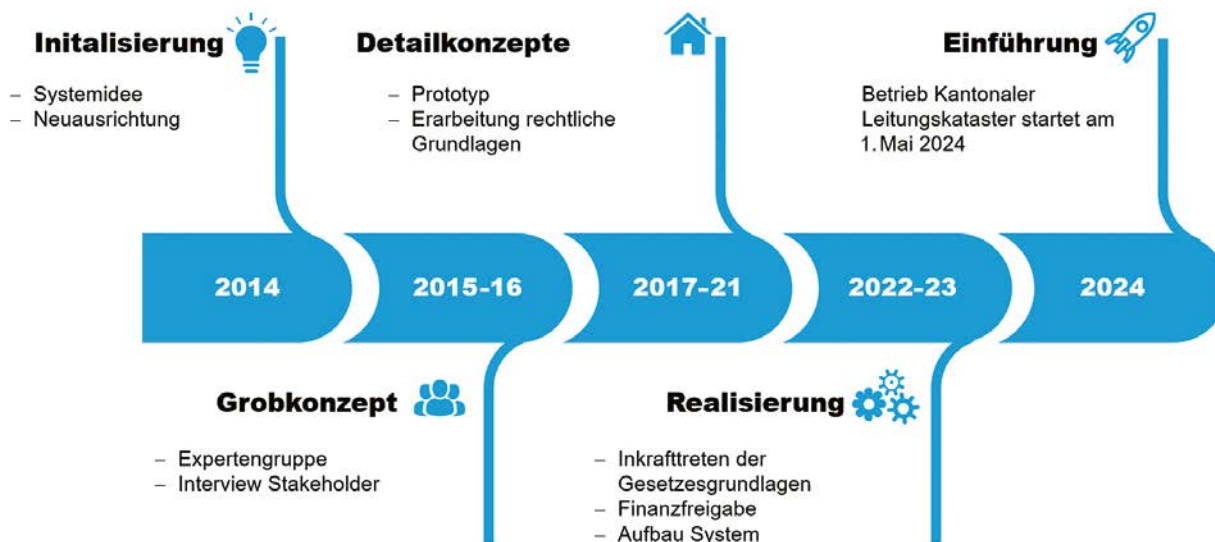 Initalisierung
– Systemidee
– Neuausrichtung
Detailkonzepte
– Prototyp
– Erarbeitung rechtliche
Grundlagen
Einführung
Betrieb Kantonaler
Leitungskataster startet am
1. Mai 2024
2014
2015-16
2017-21
2022-23
2024
Grobkonzept
– Expertengruppe
– Interview Stakeholder
Realisierung
– Inkrafttreten der
Gesetzesgrundlagen
– Finanzfreigabe
– Aufbau System